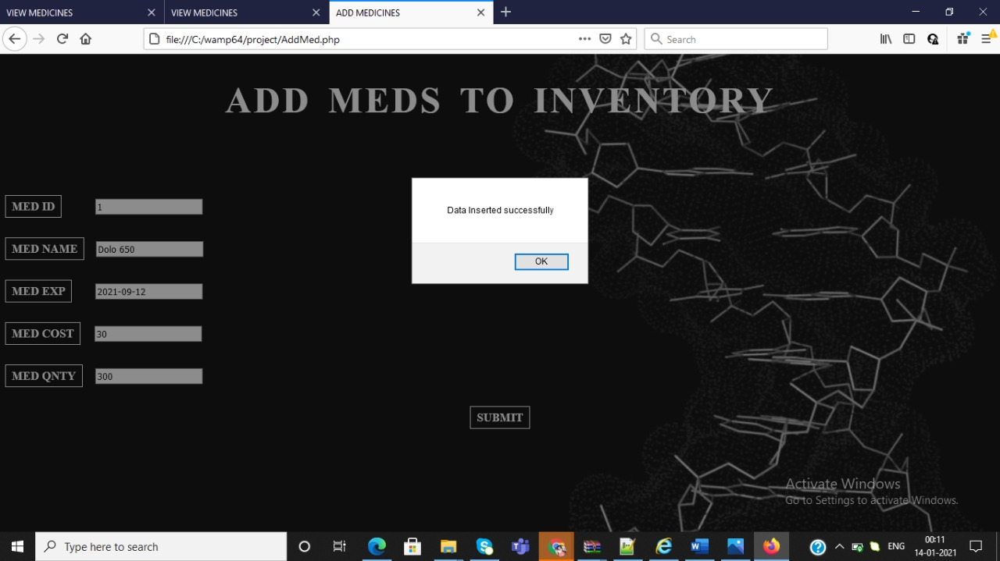 VIEW MEDICINES
VIEW MEDICINES
ADD MEDICINES
file:///C:/wamp64/project/AddMed.php
Search
ADD MEDS TO INVENTORY
Data Inserted successfully
OK
MED ID 1
MED NAME Dolo 650
MED EXP 2021-09-12
MED COST 30
MED QNTY 300
SUBMIT
Activate Windows
Go to Settings to activate Windows.
Type here to search
ENG
00:11
14-01-2021